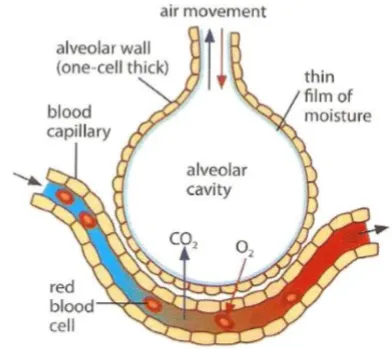 air movement
alveolar wall
(one-cell thick)
thin
film of
moisture
blood
capillary
alveolar
cavity
CO₂
O₂
red
blood
cell